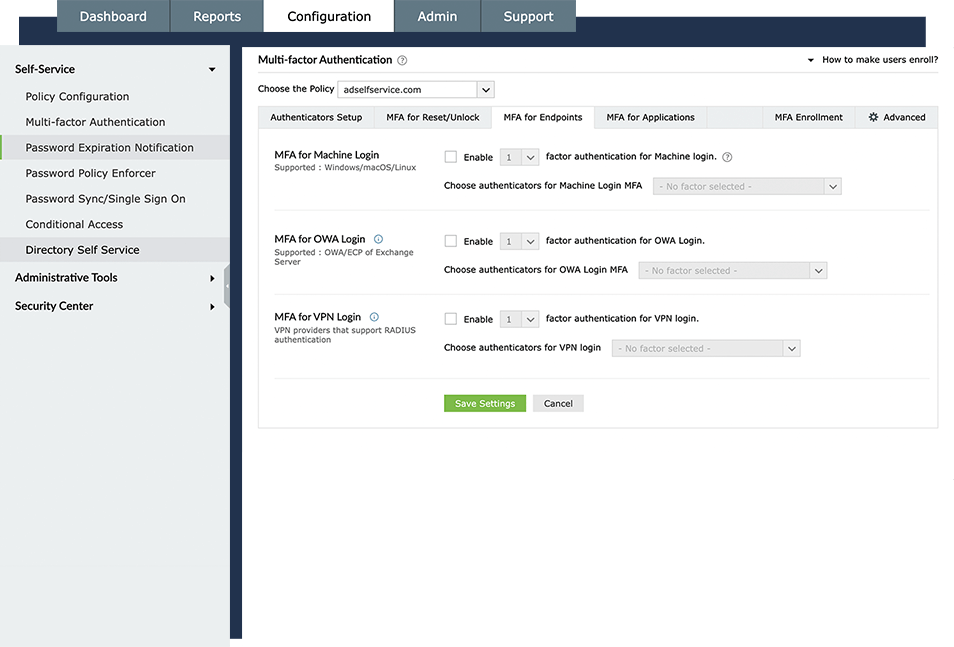 Dashboard Reports Configuration Admin Support
Self-Service
Policy Configuration
Multi-factor Authentication
Password Expiration Notification
Password Policy Enforcer
Password Sync/Single Sign On
Conditional Access
Directory Self Service
Administrative Tools
Security Center
Multi-factor Authentication ? How to make users enroll?
Choose the Policy adselfservice.com
Authenticators Setup MFA for Reset/Unlock MFA for Endpoints MFA for Applications MFA Enrollment Advanced
MFA for Machine Login
Supported : Windows/macOS/Linux
Enable 1 factor authentication for Machine login. ?
Choose authenticators for Machine Login MFA - No factor selected -
MFA for OWA Login i
Supported : OWA/ECP of Exchange
Server
Enable 1 factor authentication for OWA Login.
Choose authenticators for OWA Login MFA - No factor selected -
MFA for VPN Login i
VPN providers that support RADIUS
authentication
Enable 1 factor authentication for VPN login.
Choose authenticators for VPN login - No factor selected -
Save Settings Cancel